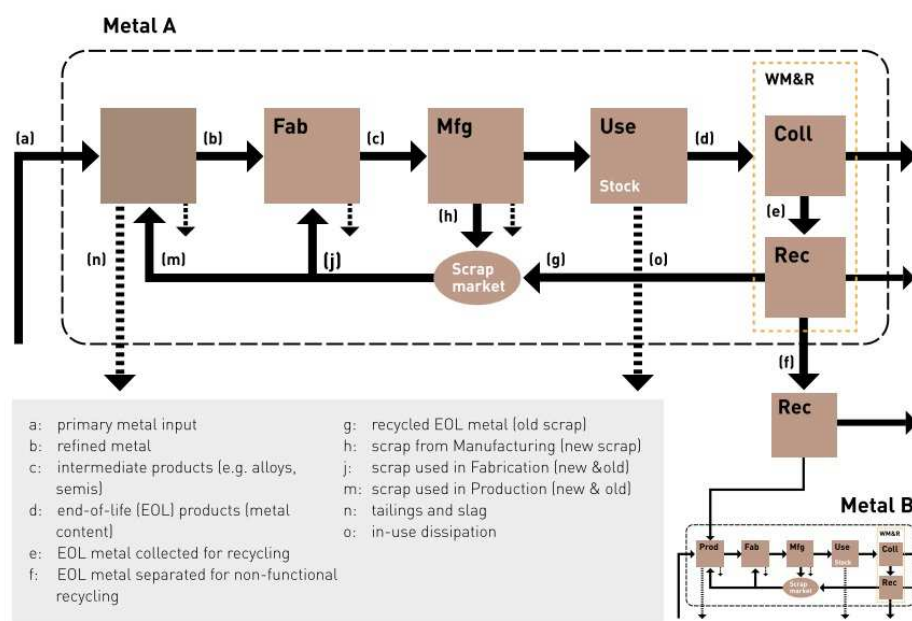 Metal A
WM&R
(a)
(b)
Fab
(c)
Mfg
Use
(d)
Coll
Stock
(h)
(e)
(n)
(m)
(j)
Scrap
market
(g)
(o)
Rec
(f)
Rec
a: primary metal input
b: refined metal
c: intermediate products (e.g. alloys,
semis)
d: end-of-life (EOL) products (metal
content)
e: EOL metal collected for recycling
f: EOL metal separated for non-functional
recycling
g: recycled EOL metal (old scrap)
h: scrap from Manufacturing (new scrap)
j: scrap used in Fabrication (new &old)
m: scrap used in Production (new & old)
n: tailings and slag
o: in-use dissipation
Metal B
WM&R
Prod
Fab
Mfg
Use
Coll
Stock
Scrap
market
Rec